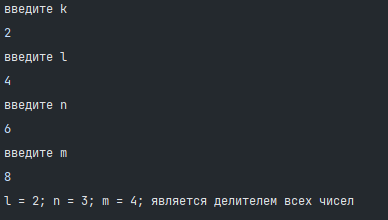 введите k
2
введите l
4
введите n
6
введите m
8
l = 2; n = 3; m = 4; является делителем всех чисел